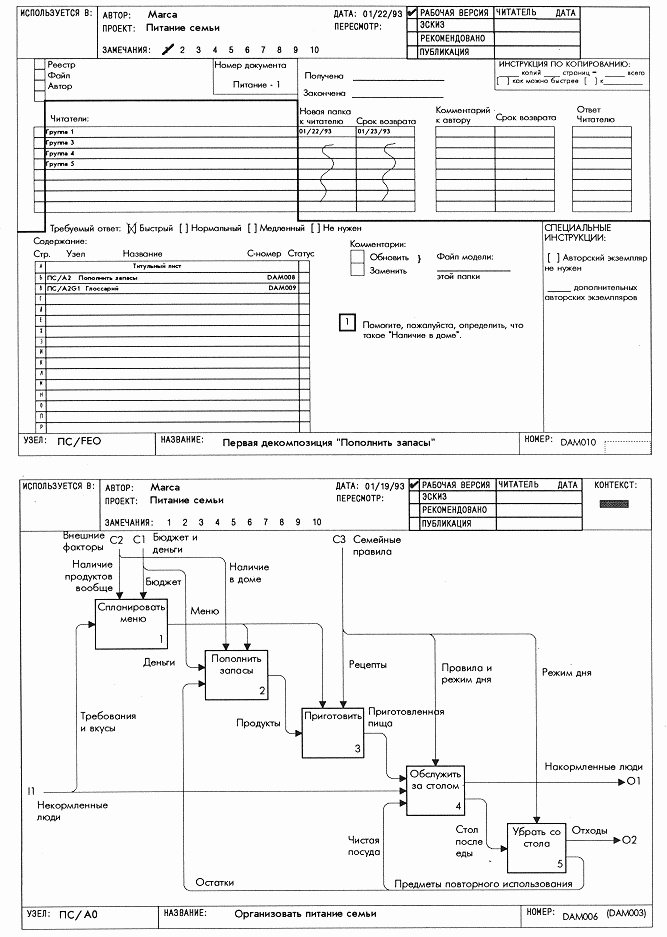 ИСПОЛЬЗУЕТСЯ В:
АВТОР: Marca
ПРОЕКТ: Питание семьи
ЗАМЕЧАНИЯ: 1 2 3 4 5 6 7 8 9 10
ДАТА: 01/22/93
ПЕРЕСМОТР:
РАБОЧАЯ ВЕРСИЯ
ЭСКИЗ
РЕКОМЕНДОВАНО
ПУБЛИКАЦИЯ
ЧИТАТЕЛЬ ДАТА
Реестр
Файл
Автор
Номер документа
Питание - 1
Получена
Закончена
ИНСТРУКЦИЯ ПО КОПИРОВАНИЮ:
копий страниц = всего
[ ] как можно быстрее [ ] к
Читатели:
Новая папка
к читателю
Срок возврата
Комментарий
к автору
Срок возврата
Ответ
Читателю
Группа 1 01/22/93 01/23/93
Группа 3
Группа 4
Группа 5
Требуемый ответ: [X] Быстрый [ ] Нормальный [ ] Медленный [ ] Не нужен
Содержание:
Стр. Узел Название С-номер Статус
Титульный лист
ПС/A2 Пополнить запасы DAM008
ПС/A2G1 Глоссарий DAM009
Комментарии:
Обновить }
Заменить
Файл модели:
этой папки
1
Помогите, пожалуйста, определить, что
такое "Наличие в доме".
СПЕЦИАЛЬНЫЕ
ИНСТРУКЦИИ:
[ ] Авторский экземпляр
не нужен
дополнительных
авторских экземпляров
УЗЕЛ: ПС/FEO
НАЗВАНИЕ: Первая декомпозиция "Пополнить запасы"
НОМЕР: DAM010
ИСПОЛЬЗУЕТСЯ В:
АВТОР: Marca
ПРОЕКТ: Питание семьи
ЗАМЕЧАНИЯ: 1 2 3 4 5 6 7 8 9 10
ДАТА: 01/19/93
ПЕРЕСМОТР:
РАБОЧАЯ ВЕРСИЯ
ЭСКИЗ
РЕКОМЕНДОВАНО
ПУБЛИКАЦИЯ
ЧИТАТЕЛЬ ДАТА
КОНТЕКСТ:
Внешние
факторы
C2
C1
Бюджет и
деньги
C3
Семейные
правила
Наличие
продуктов
вообще
Бюджет
Наличие
в доме
Спланировать
меню
1
Меню
Деньги
Пополнить
запасы
2
Рецепты
Правила и
режим дня
Режим дня
Требования
и вкусы
Продукты
Приготовить
3
Приготовленная
пища
I1
Некормленные
люди
Обслужить
за столом
4
Накормленные люди
O1
Чистая
посуда
Стол
после
еды
Убрать со
стола
5
Отходы
O2
Остатки
Предметы повторного использования
УЗЕЛ: ПС/A0
НАЗВАНИЕ: Организовать питание семьи
НОМЕР: DAM006 (DAM003)